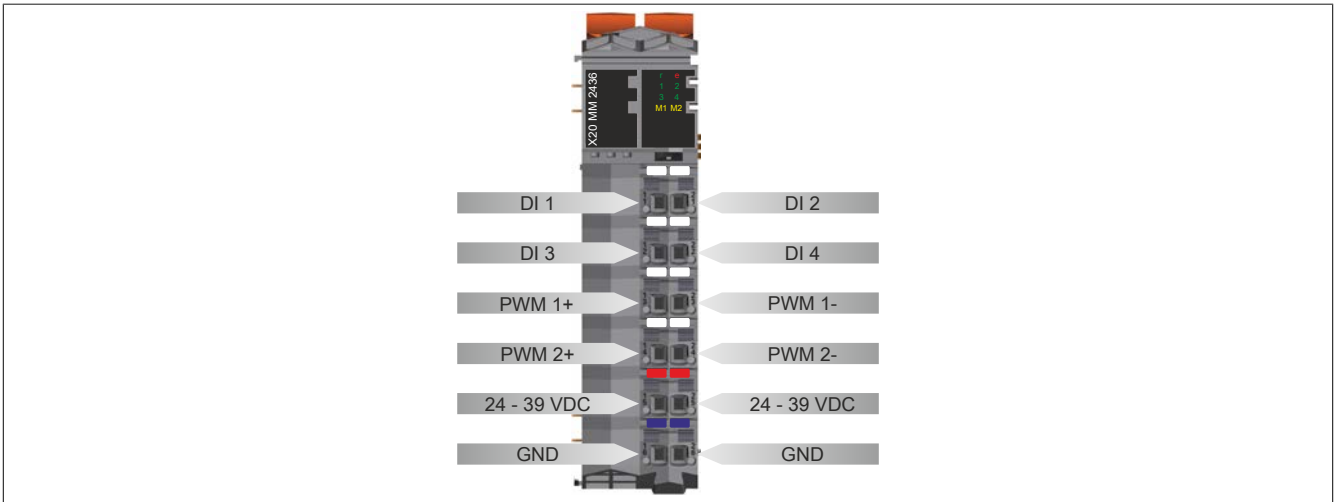 X20 MM 2436
r e
1 2
3 4
M1 M2
DI 1 DI 2
DI 3 DI 4
PWM 1+ PWM 1-
PWM 2+ PWM 2-
24 - 39 VDC 24 - 39 VDC
GND GND